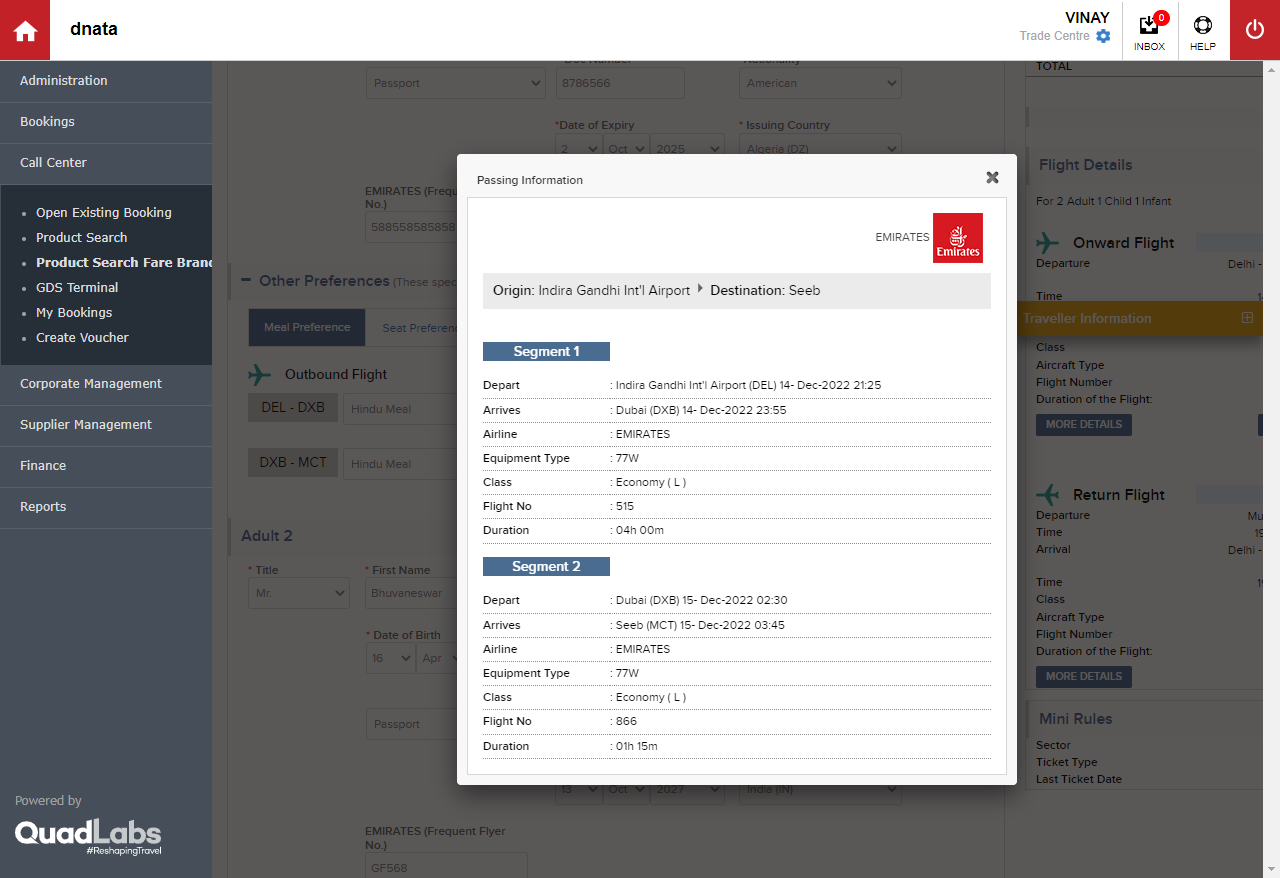 dnata
VINAY
Trade Centre
0
INBOX
HELP
Administration
Bookings
Call Center
Open Existing Booking
Product Search
Product Search Fare Bran
GDS Terminal
My Bookings
Create Voucher
Corporate Management
Supplier Management
Finance
Reports
Powered by
QuadLabs
#ReshapingTravel
Passport
8786566
American
*Date of Expiry
* Issuing Country
2 Oct 2025
Algeria (DZ)
EMIRATES (Frequ
No.)
588558585858
Other Preferences (These spec
Meal Preference
Seat Preferen
Outbound Flight
DEL - DXB
Hindu Meal
DXB - MCT
Hindu Meal
Adult 2
* Title
* First Name
Mr.
Bhuvaneswar
* Date of Birth
16 Apr
Passport
13 Oct 2027
India (IN)
EMIRATES (Frequent Flyer
No.)
GF568
Passing Information
EMIRATES
Emirates
Origin: Indira Gandhi Int'l Airport Destination: Seeb
Segment 1
Depart : Indira Gandhi Int'l Airport (DEL) 14- Dec-2022 21:25
Arrives : Dubai (DXB) 14- Dec-2022 23:55
Airline : EMIRATES
Equipment Type : 77W
Class : Economy ( L )
Flight No : 515
Duration : 04h 00m
Segment 2
Depart : Dubai (DXB) 15- Dec-2022 02:30
Arrives : Seeb (MCT) 15- Dec-2022 03:45
Airline : EMIRATES
Equipment Type : 77W
Class : Economy ( L )
Flight No : 866
Duration : 01h 15m
TOTAL
Flight Details
For 2 Adult 1 Child 1 Infant
Onward Flight
Departure Delhi -
Time
Traveller Information
Class
Aircraft Type
Flight Number
Duration of the Flight:
MORE DETAILS
Return Flight
Departure Mu
Time 19
Arrival Delhi -
Time
Class
Aircraft Type
Flight Number
Duration of the Flight:
MORE DETAILS
Mini Rules
Sector
Ticket Type
Last Ticket Date